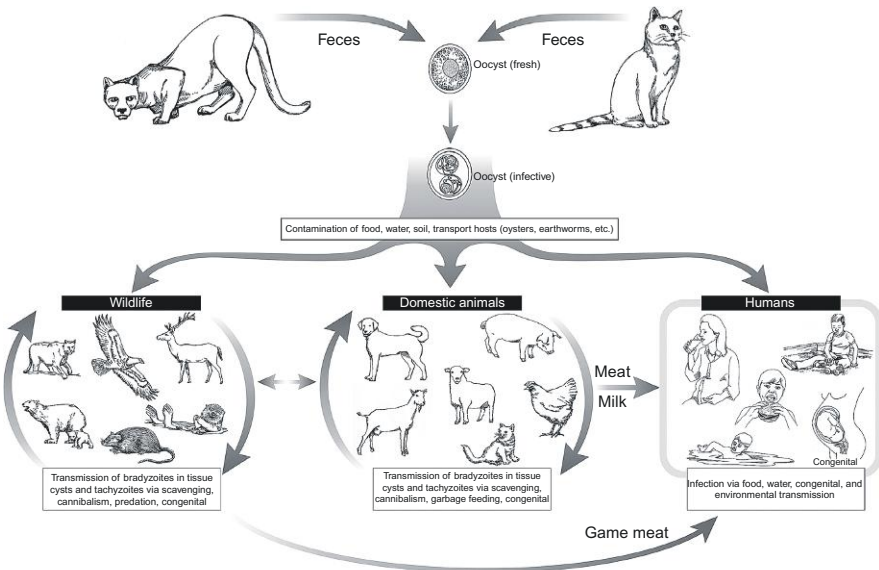 Feces
Feces
Oocyst (fresh)
Oocyst (infective)
Contamination of food, water, soil, transport hosts (oysters, earthworms, etc.)
Wildlife
Domestic animals
Humans
Meat
Milk
Congenital
Transmission of bradyzoites in tissue
cysts and tachyzoites via scavenging,
cannibalism, predation, congenital
Transmission of bradyzoites in tissue
cysts and tachyzoites via scavenging,
cannibalism, garbage feeding, congenital
Infection via food, water, congenital, and
environmental transmission
Game meat